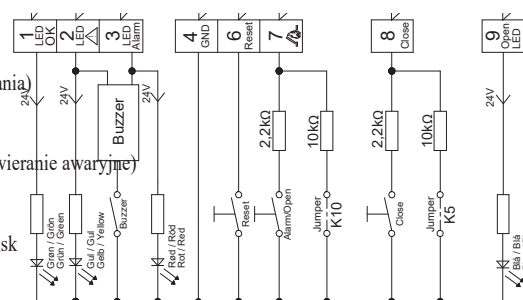 1
LED
OK
2
LED
3
LED
Alarm
4
GND
6
Reset
7
8
Close
9
Open
LED
ania)
24V
24V
24V
24V
Buzzer
2,2kΩ
10kΩ
2,2kΩ
10kΩ
wieranie awaryjne)
Grøn / Grön
Grün / Green
Gul / Gul
Gelb / Yellow
Buzzer
Rød / Röd
Rot / Red
Reset
Alarm/Open
Jumper
K10
Close
Jumper
K5
Blå / Blå
sk